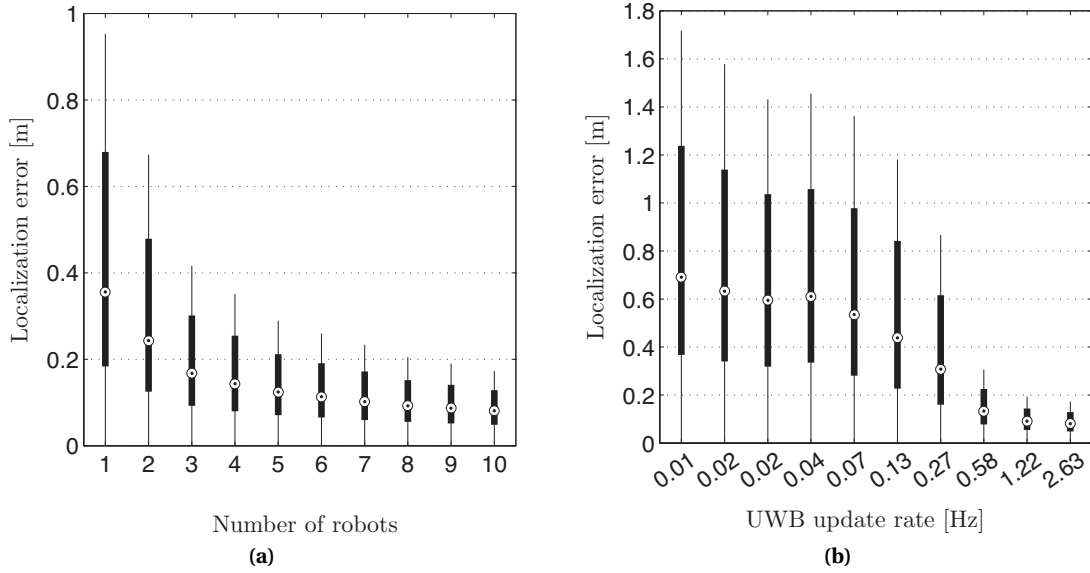 Localization error [m]
1
0.8
0.6
0.4
0.2
0
1 2 3 4 5 6 7 8 9 10
Number of robots
(a)
Localization error [m]
1.8
1.6
1.4
1.2
1
0.8
0.6
0.4
0.2
0
0.01 0.02 0.02 0.04 0.07 0.13 0.27 0.58 1.22 2.63
UWB update rate [Hz]
(b)